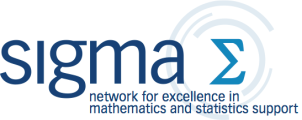 sigma Σ
network for excellence in
mathematics and statistics support